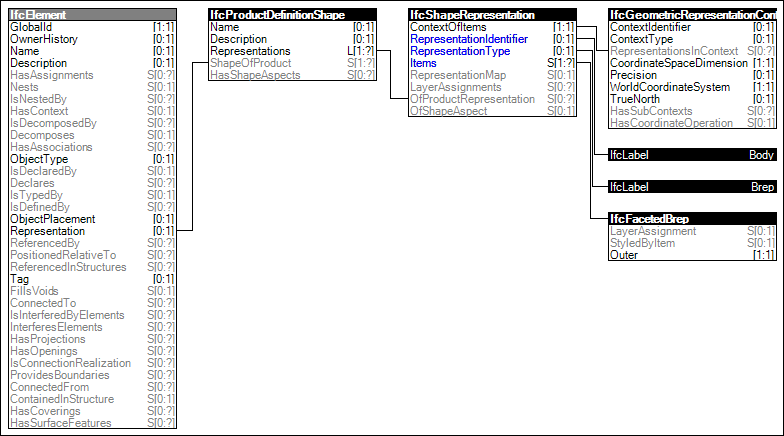 IfcElement
GlobalId [1:1]
OwnerHistory [0:1]
Name [0:1]
Description [0:1]
HasAssignments S[0:?]
Nests S[0:1]
IsNestedBy S[0:?]
HasContext S[0:1]
IsDecomposedBy S[0:?]
Decomposes S[0:1]
HasAssociations S[0:?]
ObjectType [0:1]
IsDeclaredBy S[0:1]
Declares S[0:?]
IsTypedBy S[0:1]
IsDefinedBy S[0:?]
ObjectPlacement [0:1]
Representation [0:1]
ReferencedBy S[0:?]
PositionedRelativeTo S[0:?]
ReferencedInStructures S[0:?]
Tag [0:1]
FillsVoids S[0:1]
ConnectedTo S[0:?]
IsInterferedByElements S[0:?]
InterferesElements S[0:?]
HasProjections S[0:?]
HasOpenings S[0:?]
IsConnectionRealization S[0:?]
ProvidesBoundaries S[0:?]
ConnectedFrom S[0:?]
ContainedInStructure S[0:1]
HasCoverings S[0:?]
HasSurfaceFeatures S[0:?]
IfcProductDefinitionShape
Name [0:1]
Description [0:1]
Representations L[1:?]
ShapeOfProduct S[1:?]
HasShapeAspects S[0:?]
IfcShapeRepresentation
ContextOfItems [1:1]
RepresentationIdentifier [0:1]
RepresentationType [0:1]
Items S[1:?]
RepresentationMap S[0:1]
LayerAssignments S[0:?]
OfProductRepresentation S[0:?]
OfShapeAspect S[0:1]
IfcGeometricRepresentationCon
ContextIdentifier [0:1]
ContextType [0:1]
RepresentationsInContext S[0:?]
CoordinateSpaceDimension [1:1]
Precision [0:1]
WorldCoordinateSystem [1:1]
TrueNorth [0:1]
HasSubContexts S[0:?]
HasCoordinateOperation S[0:1]
IfcLabel Body
IfcLabel Brep
IfcFacetedBrep
LayerAssignment S[0:?]
StyledByItem S[0:1]
Outer [1:1]